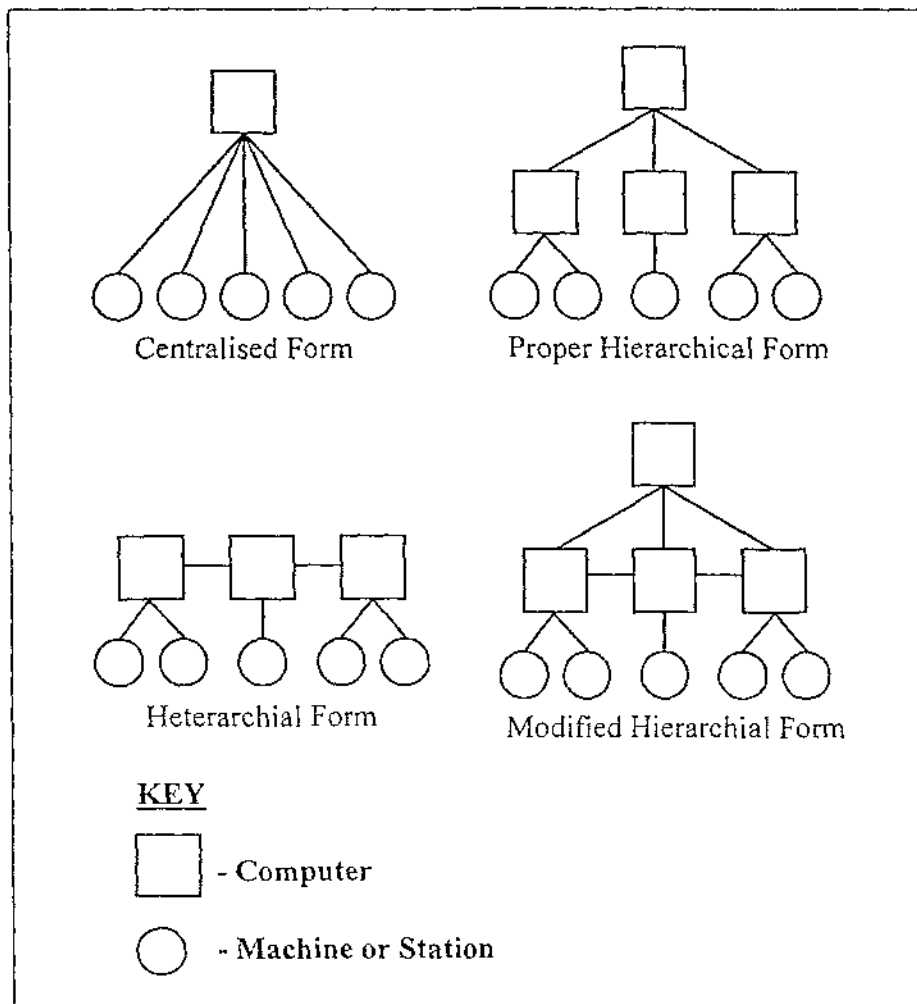 Centralised Form
Proper Hierarchical Form
Heterarchial Form
Modified Hierarchial Form
KEY
- Computer
- Machine or Station